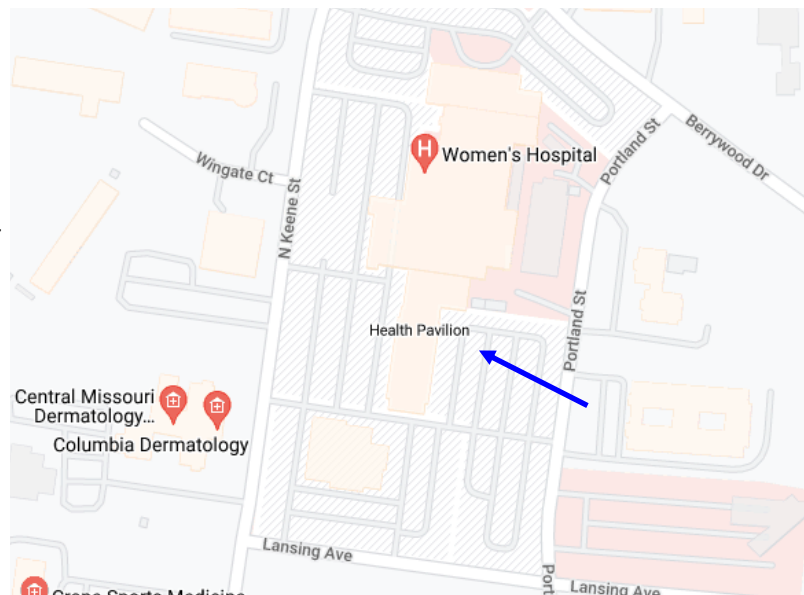 Women's Hospital
Portland St
Berrywood Dr
Wingate Ct
N Keene St
Health Pavilion
Portland St
Central Missouri
Dermatology...
Columbia Dermatology
Lansing Ave
Port
Lansing Ave